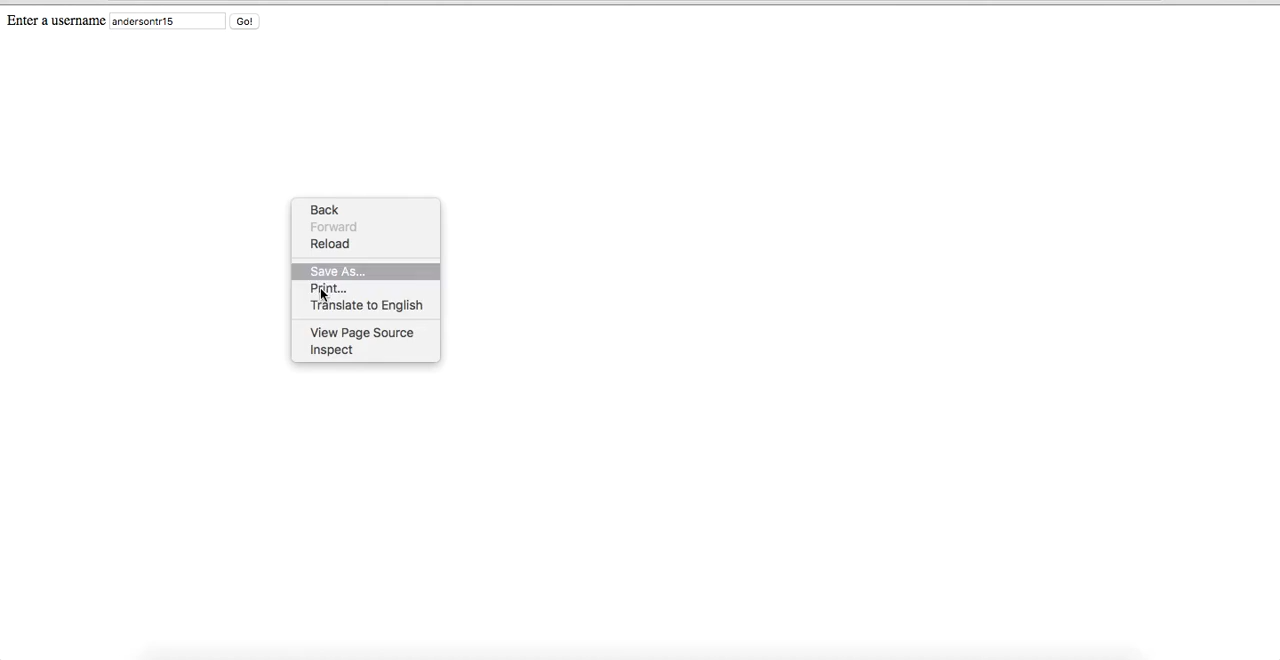 Enter a username andersontr15 Go!
Back
Forward
Reload
Save As...
Print...
Translate to English
View Page Source
Inspect